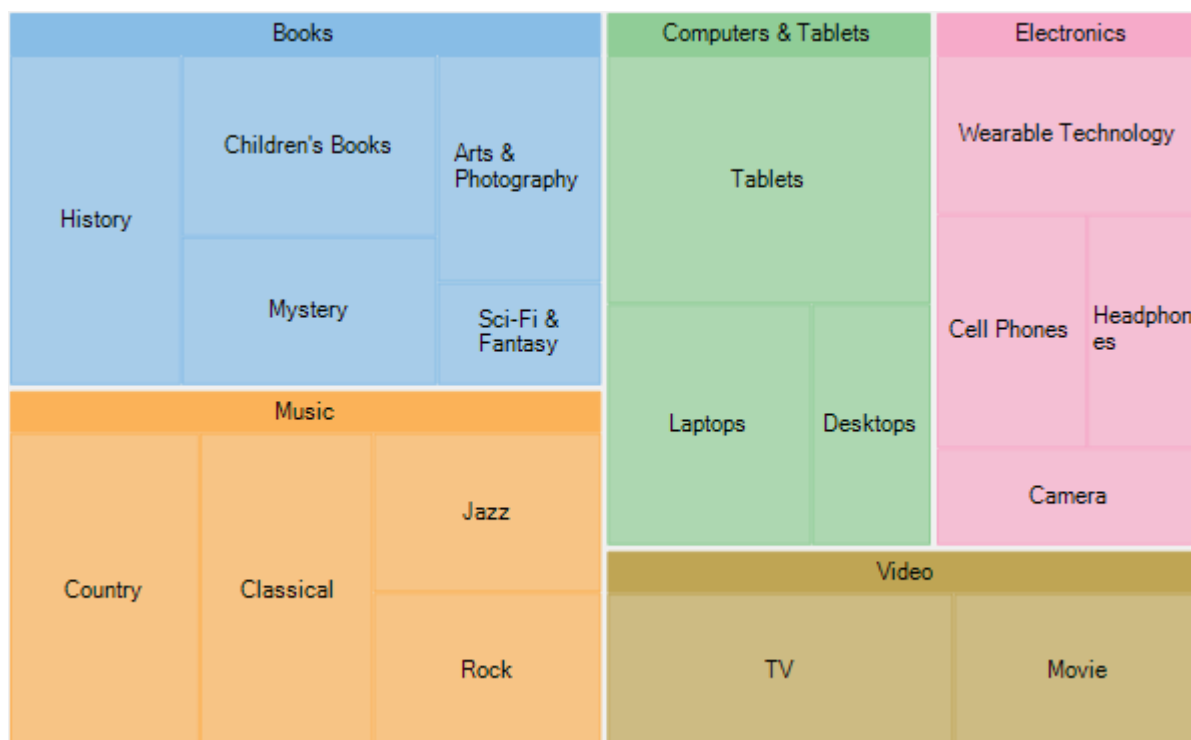 Books
History
Children's Books
Mystery
Arts &
Photography
Sci-Fi &
Fantasy
Music
Country
Classical
Jazz
Rock
Computers & Tablets
Tablets
Laptops
Desktops
Electronics
Wearable Technology
Cell Phones
Headphon
es
Camera
Video
TV
Movie